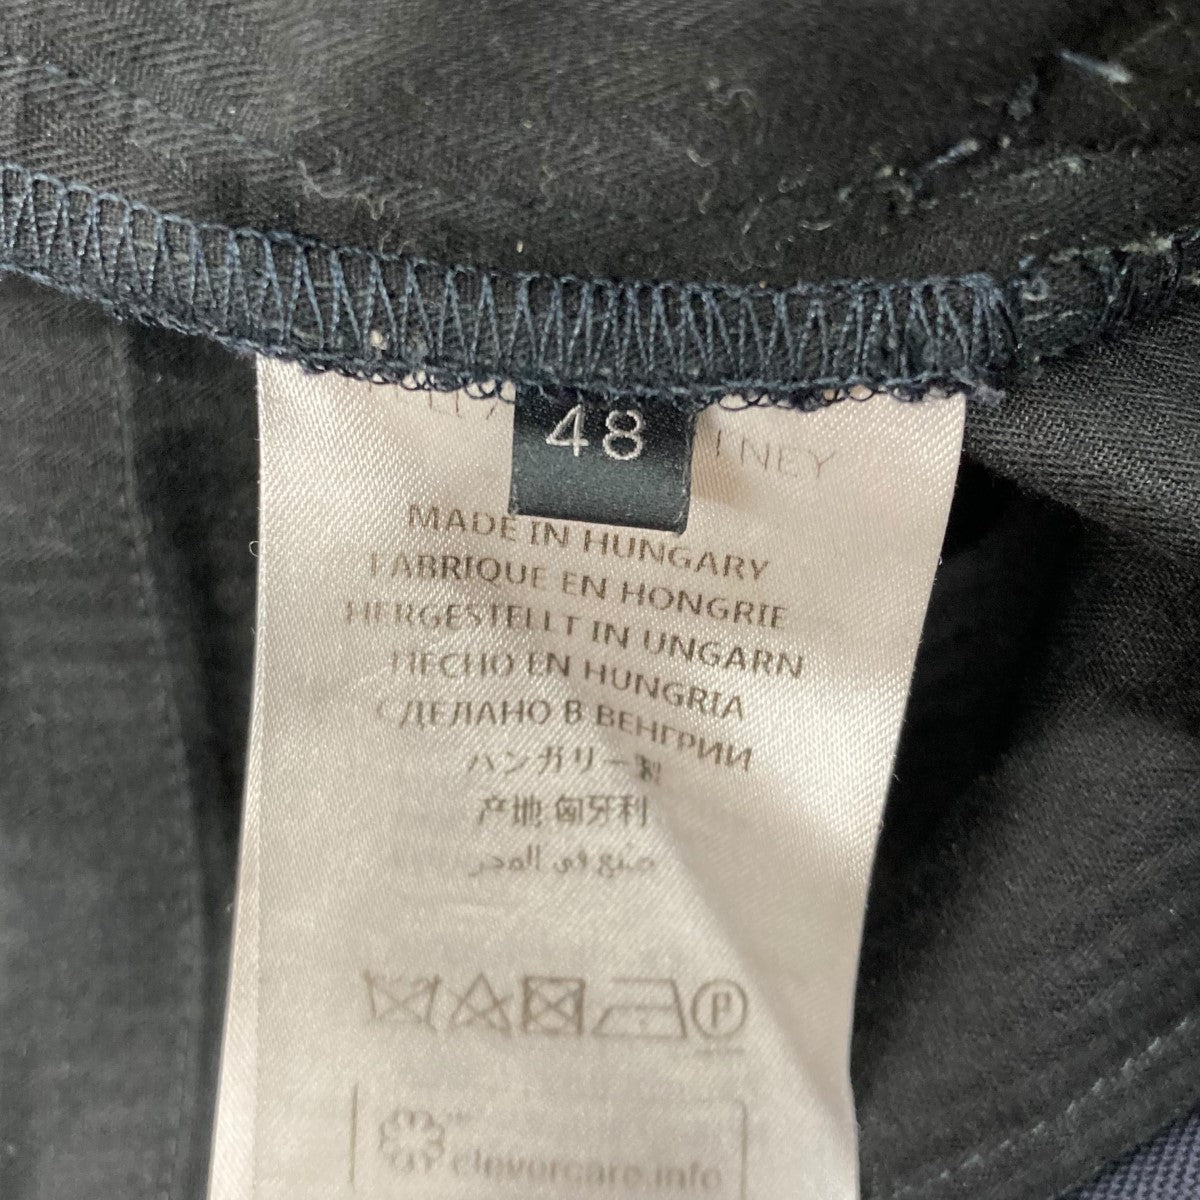 48
MADE IN HUNGARY
FABRIQUE EN HONGRIE
HERGESTELLT IN UNGARN
HECHO EN HUNGRIA
СДЕЛАНО В ВЕНГРИИ
ハンガリー製
产地 匈牙利
صنع في المجر
P
clevercare.info